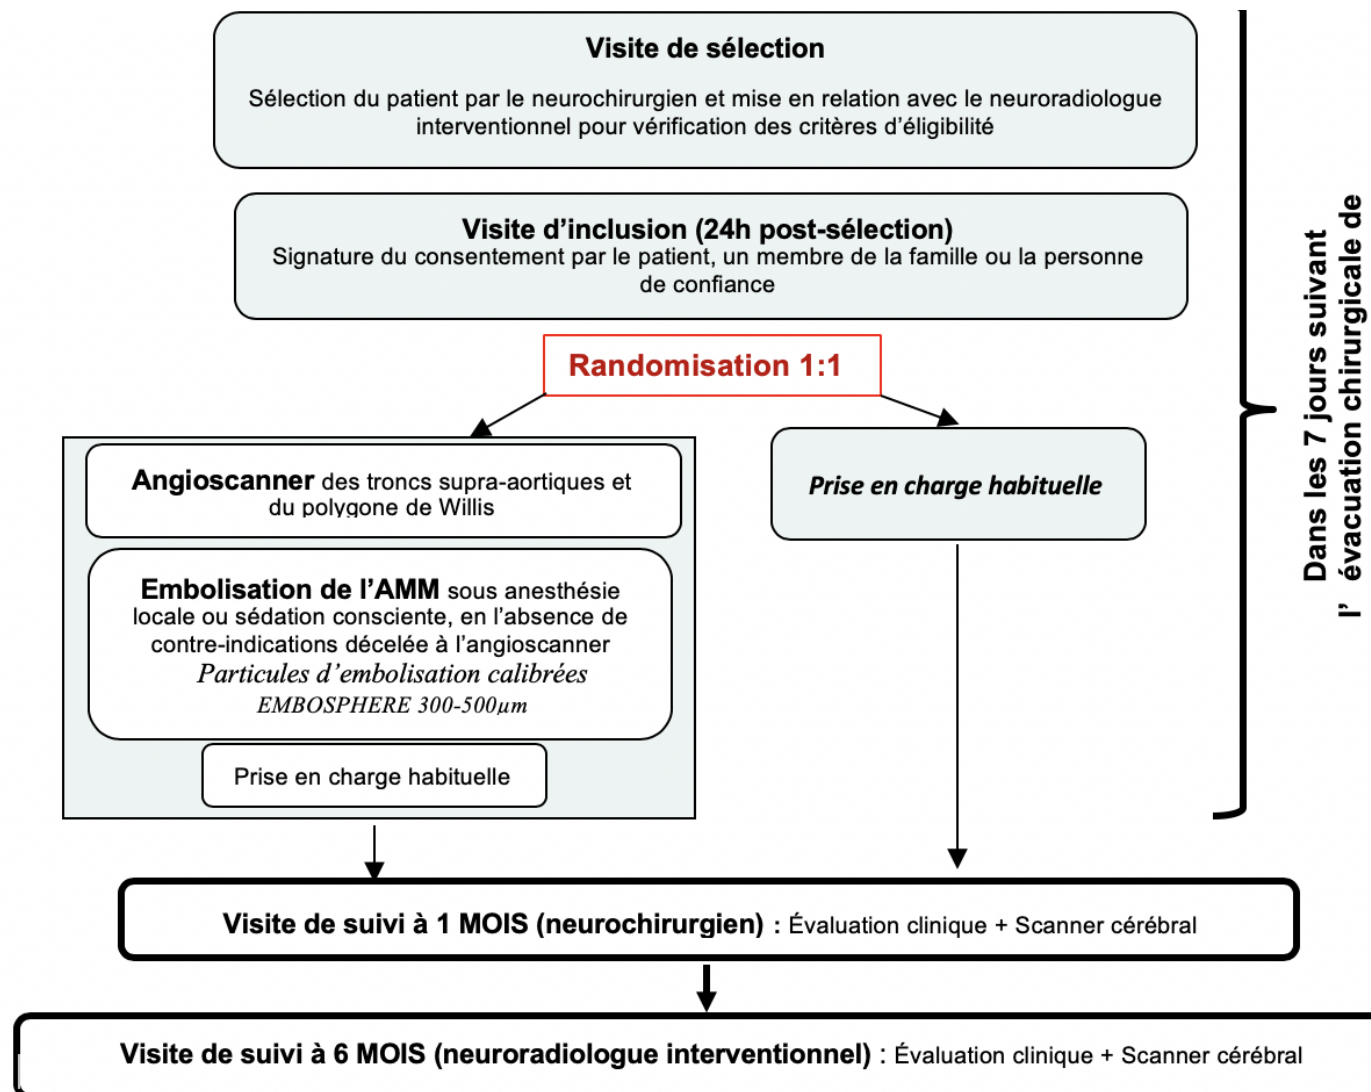 Visite de sélection
Sélection du patient par le neurochirurgien et mise en relation avec le neuroradiologue
interventionnel pour vérification des critères d'éligibilité
Visite d'inclusion (24h post-sélection)
Signature du consentement par le patient, un membre de la famille ou la personne
de confiance
Randomisation 1:1
Angioscanner des troncs supra-aortiques et
du polygone de Willis
Embolisation de l'AMM sous anesthésie
locale ou sédation consciente, en l'absence de
contre-indications décelée à l'angioscanner
Particules d'embolisation calibrées
EMBOSPHERE 300-500µm
Prise en charge habituelle
Prise en charge habituelle
Dans les 7 jours suivant
l' évacuation chirurgicale de
Visite de suivi à 1 MOIS (neurochirurgien) : Évaluation clinique + Scanner cérébral
Visite de suivi à 6 MOIS (neuroradiologue interventionnel) : Évaluation clinique + Scanner cérébral